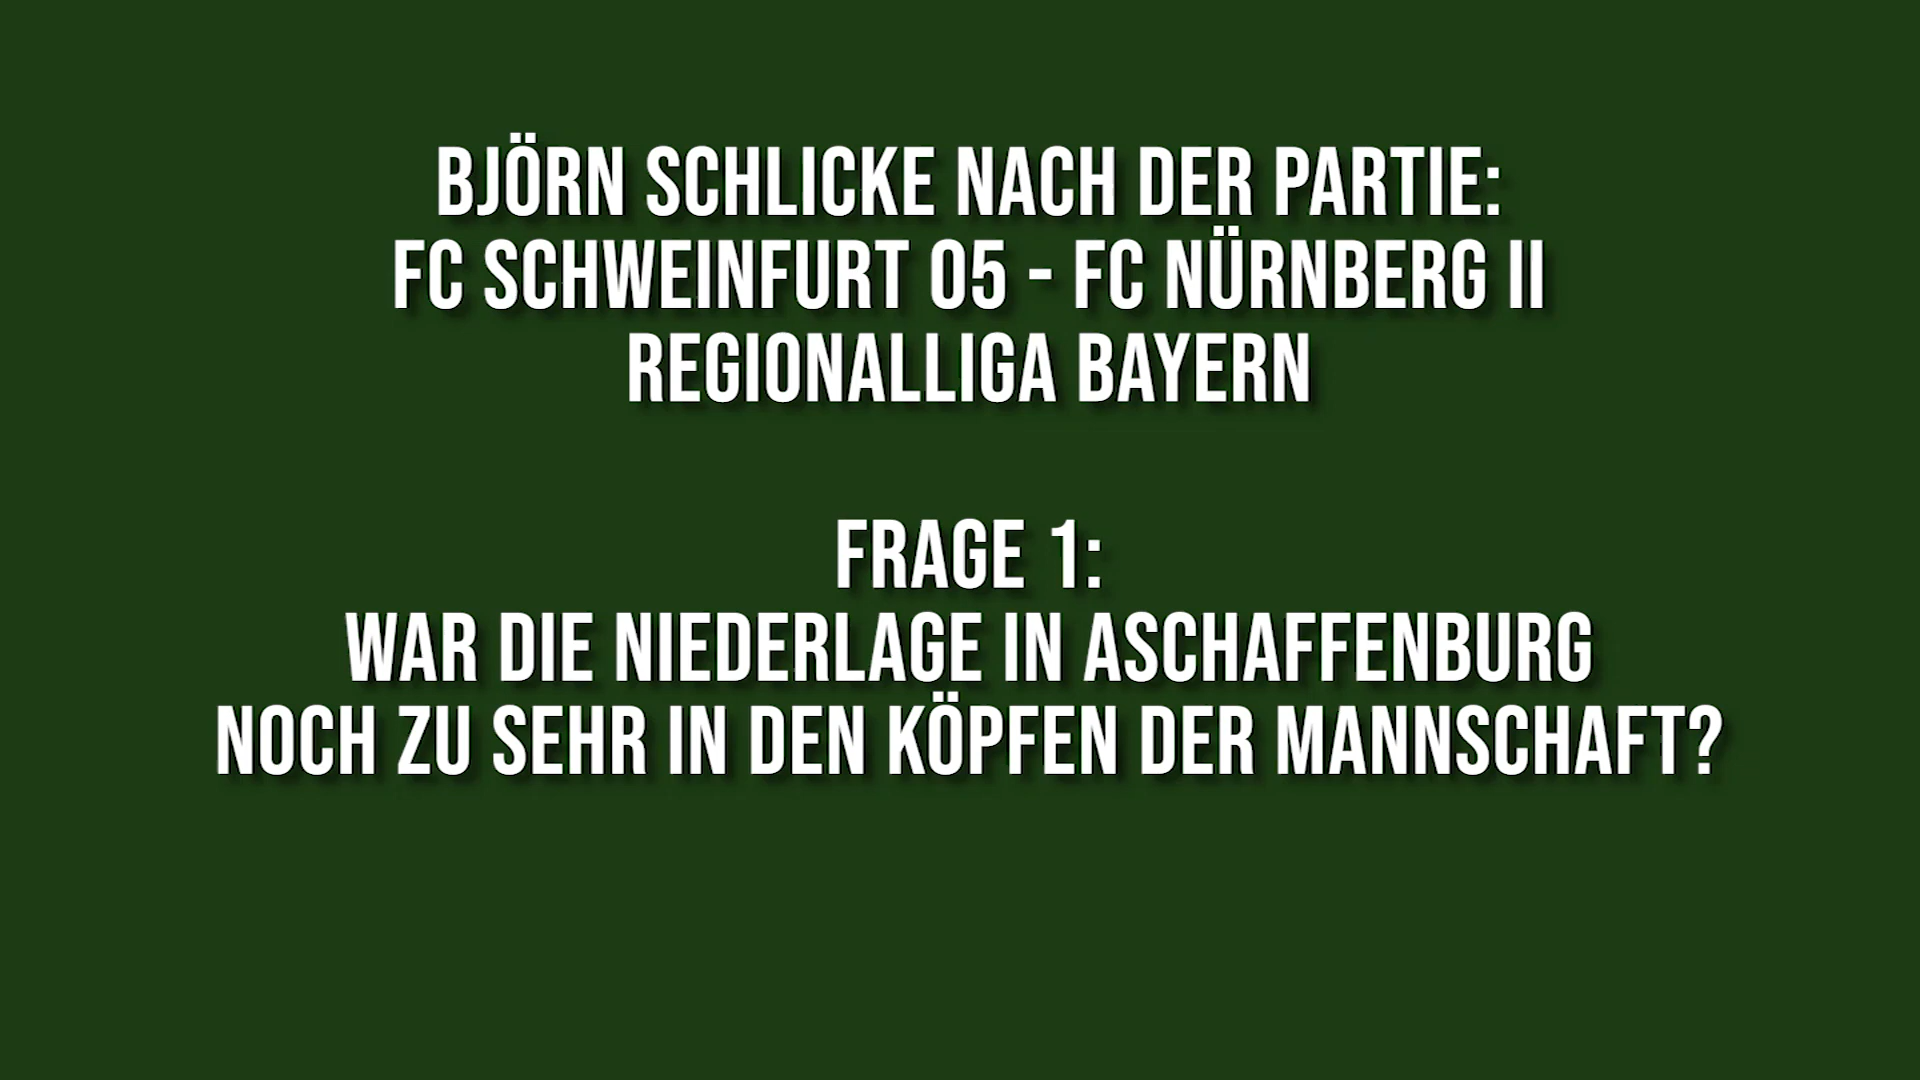 BJÖRN SCHLICKE NACH DER PARTIE:
FC SCHWEINFURT 05 - FC NÜRNBERG II
REGIONALLIGA BAYERN
FRAGE 1:
WAR DIE NIEDERLAGE IN ASCHAFFENBURG
NOCH ZU SEHR IN DEN KÖPFEN DER MANNSCHAFT?